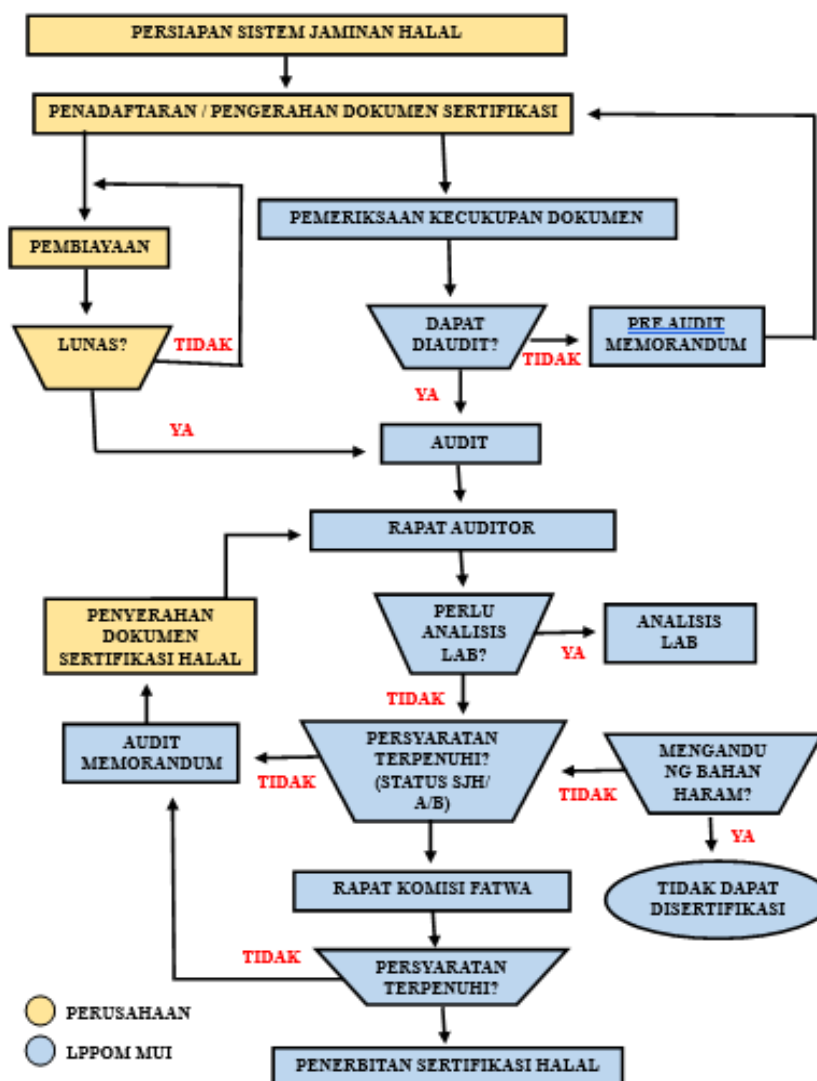 PERSIAPAN SISTEM JAMINAN HALAL
PENADAFTARAN / PENGERAHAN DOKUMEN SERTIFIKASI
PEMERIKSAAN KECUKUPAN DOKUMEN
PEMBIAYAAN
LUNAS?
TIDAK
DAPAT
DIAUDIT?
TIDAK
PRE AUDIT
MEMORANDUM
YA
YA
AUDIT
RAPAT AUDITOR
PENYERAHAN
DOKUMEN
SERTIFIKASI HALAL
PERLU
ANALISIS
LAB?
YA
ANALISIS
LAB
TIDAK
AUDIT
MEMORANDUM
TIDAK
PERSYARATAN
TERPENUHI?
(STATUS SJH/
A/B)
TIDAK
MENGANDU
NG BAHAN
HARAM?
YA
TIDAK DAPAT
DISERTIFIKASI
RAPAT KOMISI FATWA
TIDAK
PERSYARATAN
TERPENUHI?
PERUSAHAAN
LPPOM MUI
PENERBITAN SERTIFIKASI HALAL